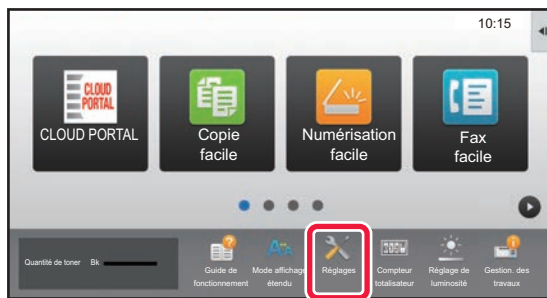 10:15
CLOUD
PORTAL
CLOUD PORTAL
Copie
facile
Numérisation
facile
Fax
facile
Quantité de toner Bk
Guide de
fonctionnement
Mode affichage
étendu
Réglages
Compteur
totalisateur
Réglage de
luminosité
Gestion. des
travaux